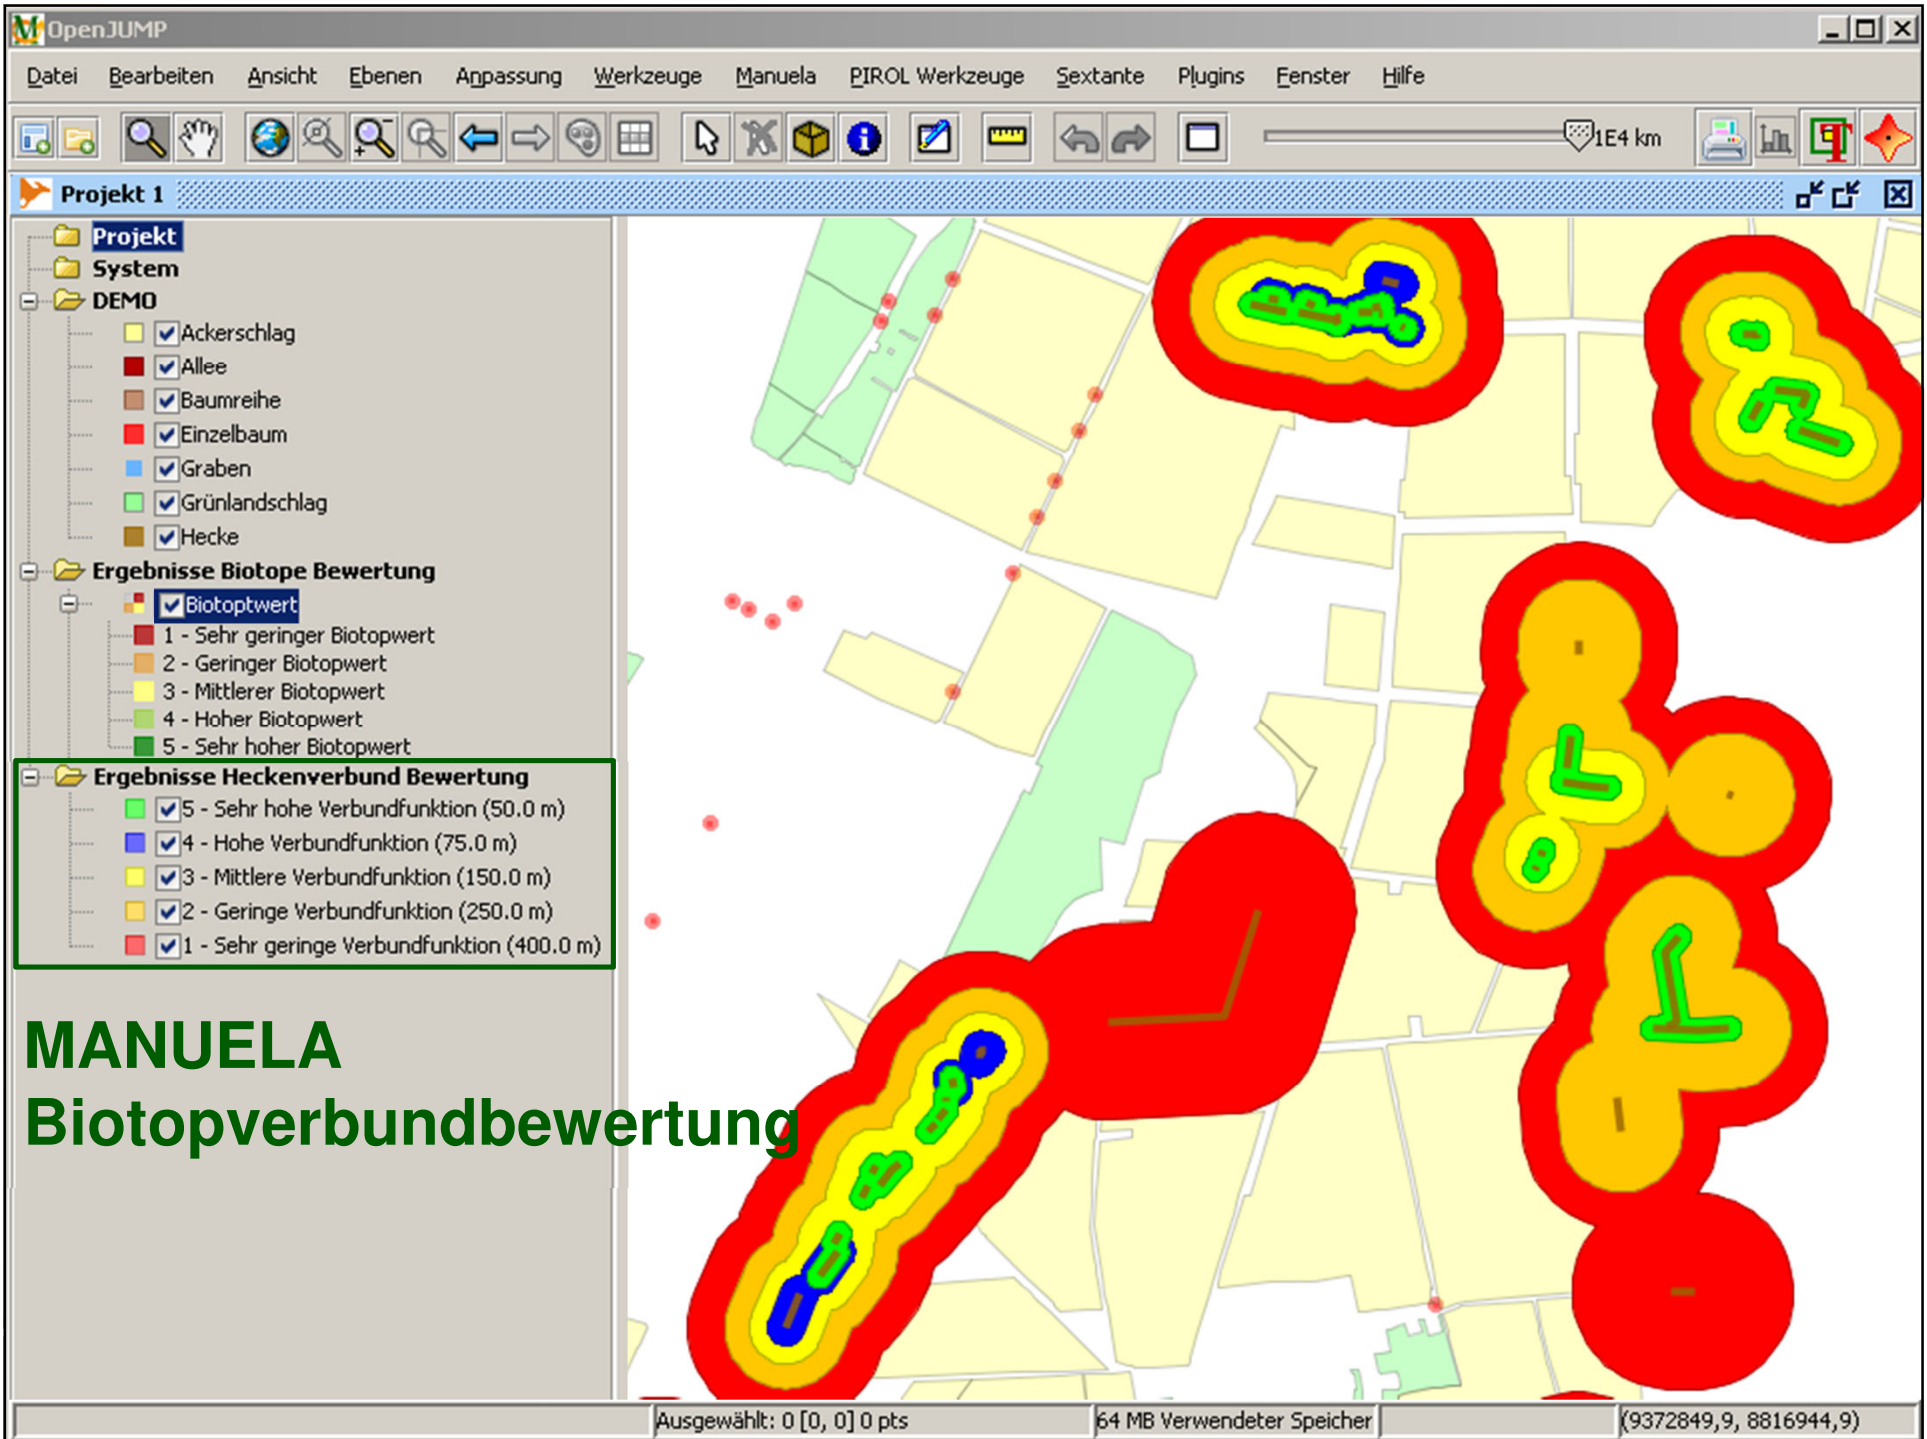 OpenJUMP
Datei Bearbeiten Ansicht Ebenen Anpassung Werkzeuge Manuela PIROL Werkzeuge Sextante Plugins Fenster Hilfe
1E4 km
Projekt 1
Projekt
System
DEMO
Ackerschlag
Allee
Baumreihe
Einzelbaum
Graben
Grünlandschlag
Hecke
Ergebnisse Biotope Bewertung
Biotoptwert
1 - Sehr geringer Biotopwert
2 - Geringer Biotopwert
3 - Mittlerer Biotopwert
4 - Hoher Biotopwert
5 - Sehr hoher Biotopwert
Ergebnisse Heckenverbund Bewertung
5 - Sehr hohe Verbundfunktion (50.0 m)
4 - Hohe Verbundfunktion (75.0 m)
3 - Mittlere Verbundfunktion (150.0 m)
2 - Geringe Verbundfunktion (250.0 m)
1 - Sehr geringe Verbundfunktion (400.0 m)
MANUELA
Biotopverbundbewertung
Ausgewählt: 0 [0, 0] 0 pts 64 MB Verwendeter Speicher (9372849,9, 8816944,9)